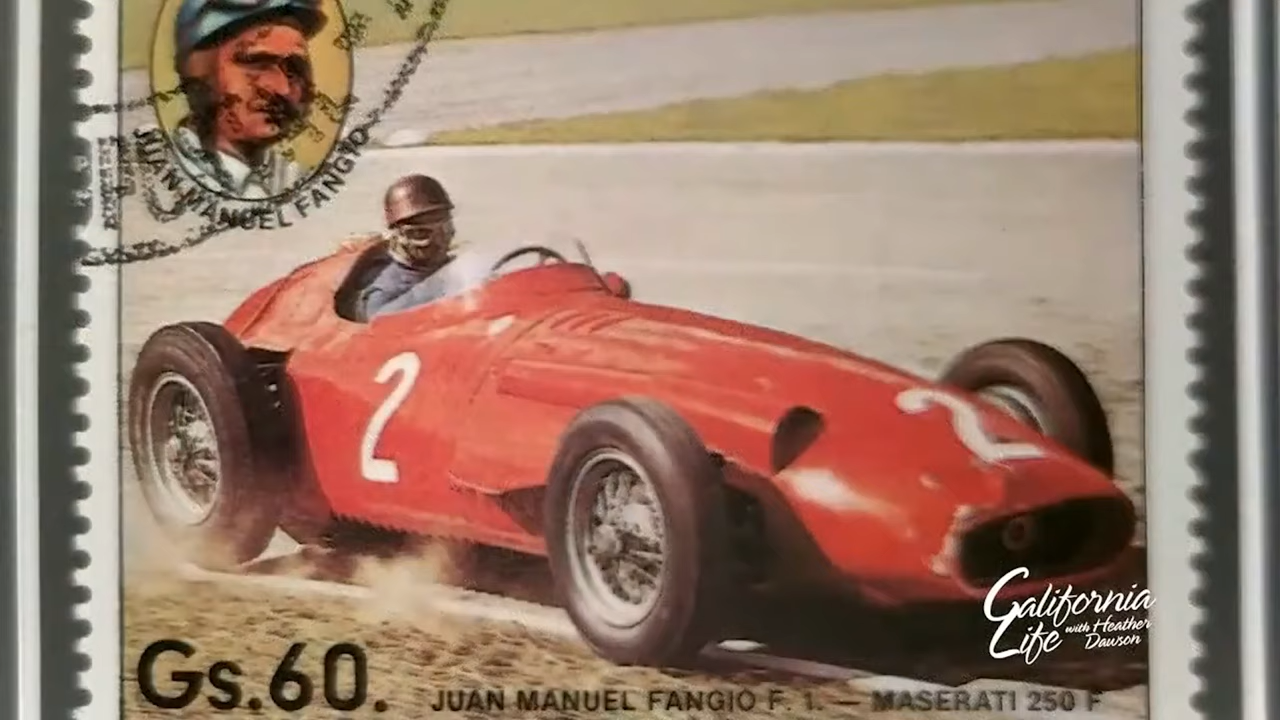 JUAN MANUEL FANGIO
2
2
California
Life with Heather
Dawson
Gs.60.
JUAN MANUEL FANGIO F. 1. — MASERATI 250 F